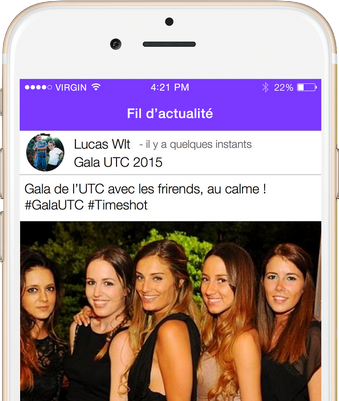 VIRGIN 4:21 PM 22%
Fil d'actualité
Lucas Wlt - il y a quelques instants
Gala UTC 2015
Gala de l'UTC avec les frirends, au calme !
#GalaUTC #Timeshot